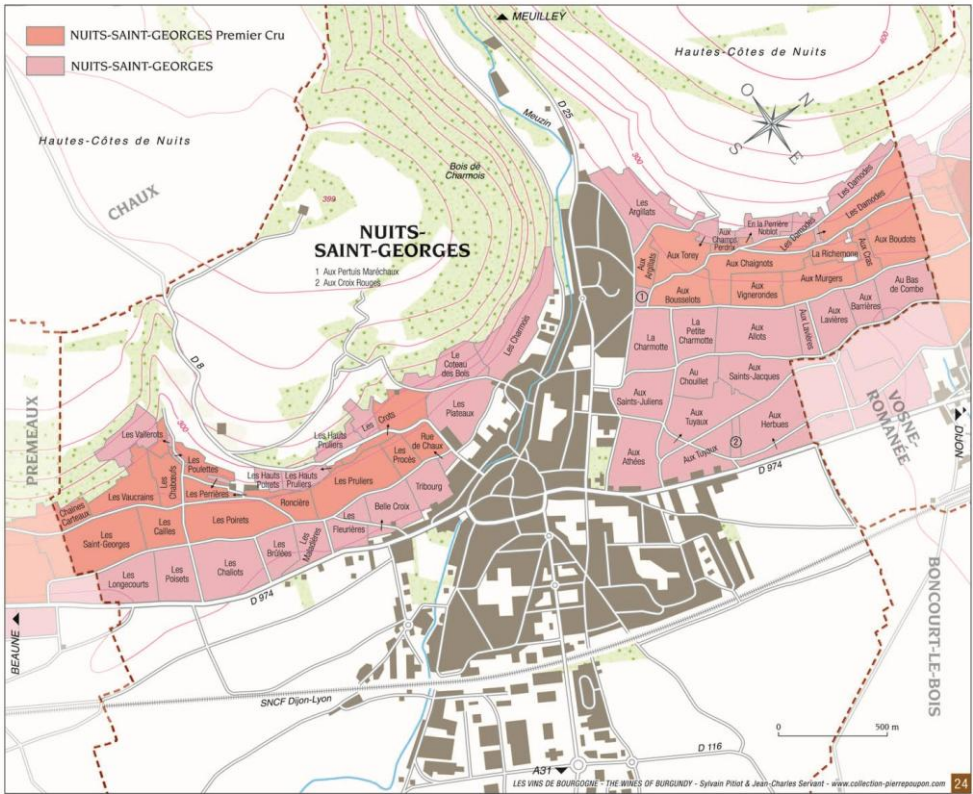 NUITS-SAINT-GEORGES Premier Cru
NUITS-SAINT-GEORGES
MEUILLEY
Hautes-Côtes de Nuits
Hautes-Côtes de Nuits
CHAUX
D 25
Meuzin
Bois de
Charmois
300
400
399
O
N
S
E
NUITS-
SAINT-GEORGES
1 Aux Pertuis Maréchaux
2 Aux Croix Rouges
Les
Argillats
Aux
Champs
Perdrix
En la Perrière
Noblot
Les Damodes
Les Damodes
Les Damodes
Aux
Argillats
Aux Torey
Aux Chaignots
La Richemone
Aux Cras
Aux Boudots
1
Aux
Bousselots
Aux
Vignerondes
Aux Murgers
Au Bas
de Combe
Aux
Barrières
Aux
Lavières
Aux Lavières
La
Charmotte
La
Petite
Charmotte
Aux
Allots
Au
Chouillet
Aux
Saints-Jacques
Aux
Saints-Juliens
Aux
Tuyaux
Aux
Herbues
Aux
Athées
Aux Tuyaux
2
D 974
VOSNE-
ROMANÉE
DIJON
Les Charmois
Le
Coteau
des Bois
Les
Plateaux
D 8
300
PREMEAUX
Les Vallerots
Les Hauts
Pruliers
Les Crots
Rue
de Chaux
Les
Procès
Tribourg
Les
Poulettes
Les
Chabœufs
Les Perrières
Les Hauts
Poirets
Les Hauts
Pruliers
Les Pruliers
Roncière
Belle Croix
Chaînes
Carteaux
Les Vaucrains
Les
Saint-Georges
Les
Cailles
Les Poirets
Les
Fleurières
Les
Maladières
Les
Brûlées
Les
Longecourts
Les
Poisets
Les
Chaliots
D 974
BEAUNE
SNCF Dijon-Lyon
BONCOURT-LE-BOIS
0
500 m
D 116
A31
LES VINS DE BOURGOGNE - THE WINES OF BURGUNDY - Sylvain Pitiot & Jean-Charles Servant - www.collection-pierrepoupon.com
24